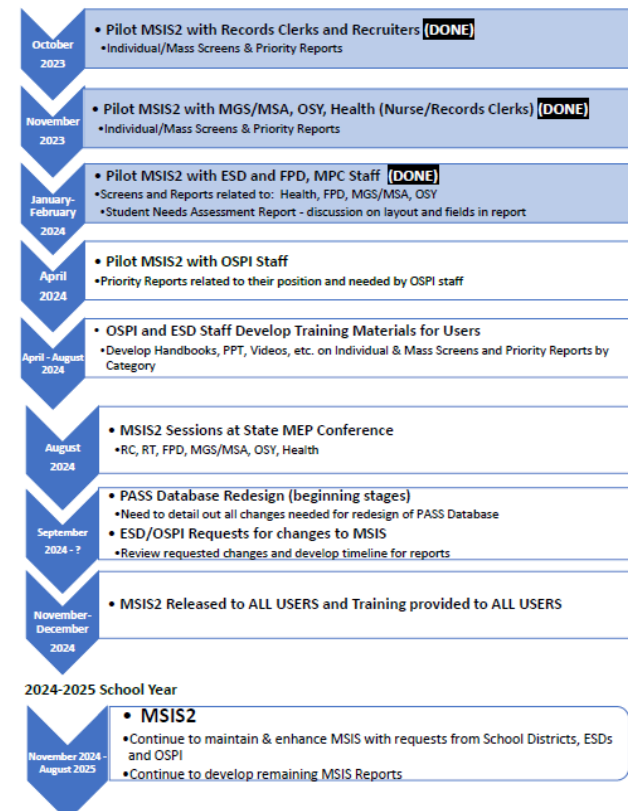 October
2023
• Pilot MSIS2 with Records Clerks and Recruiters (DONE)
•Individual/Mass Screens & Priority Reports
November
2023
• Pilot MSIS2 with MGS/MSA, OSY, Health (Nurse/Records Clerks) (DONE)
•Individual/Mass Screens & Priority Reports
January-
February
2024
• Pilot MSIS2 with ESD and FPD, MPC Staff (DONE)
•Screens and Reports related to: Health, FPD, MGS/MSA, OSY
•Student Needs Assessment Report - discussion on layout and fields in report
April
2024
• Pilot MSIS2 with OSPI Staff
•Priority Reports related to their position and needed by OSPI staff
April - August
2024
• OSPI and ESD Staff Develop Training Materials for Users
•Develop Handbooks, PPT, Videos, etc. on Individual & Mass Screens and Priority Reports by
Category
August
2024
• MSIS2 Sessions at State MEP Conference
•RC, RT, FPD, MGS/MSA, OSY, Health
September
2024 - ?
• PASS Database Redesign (beginning stages)
•Need to detail out all changes needed for redesign of PASS Database
• ESD/OSPI Requests for changes to MSIS
•Review requested changes and develop timeline for reports
November-
December
2024
• MSIS2 Released to ALL USERS and Training provided to ALL USERS
2024-2025 School Year
November 2024 -
August 2025
• MSIS2
•Continue to maintain & enhance MSIS with requests from School Districts, ESDs
and OSPI
•Continue to develop remaining MSIS Reports